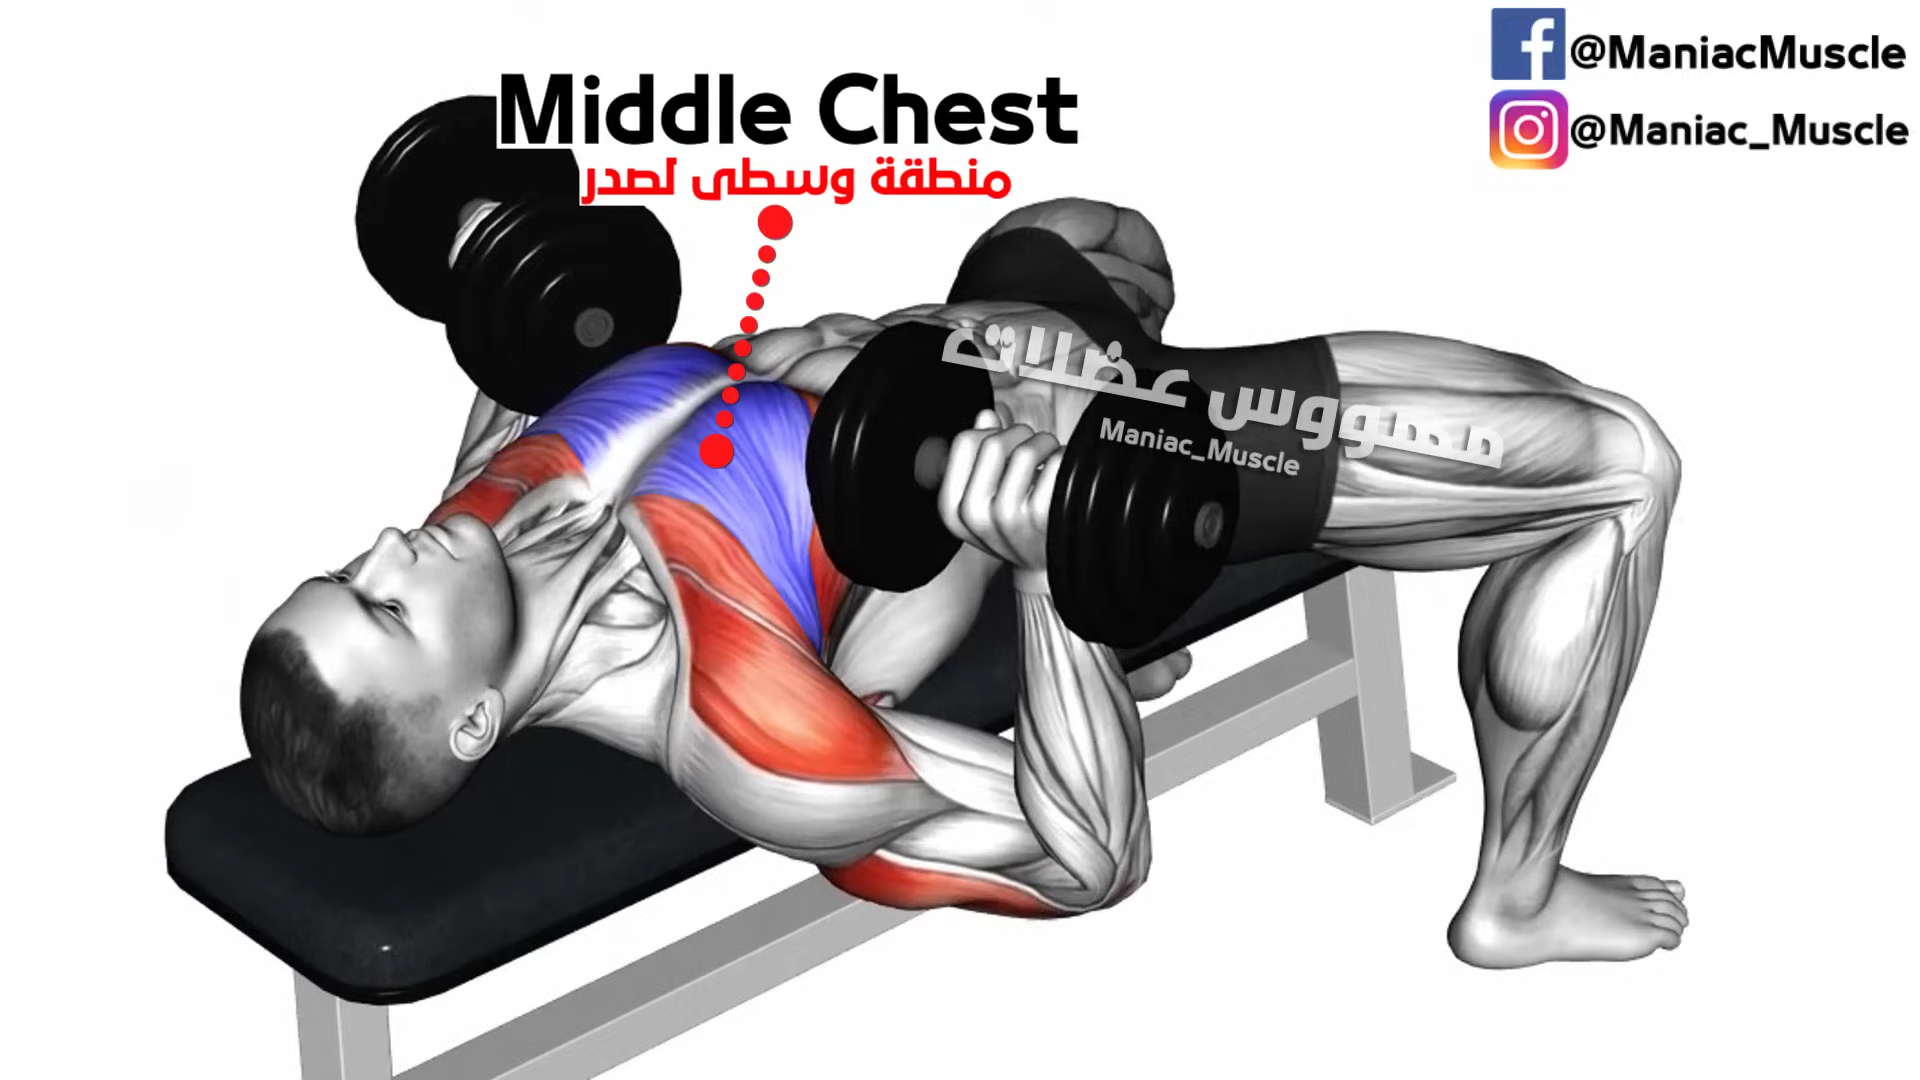 @ManiacMuscle
@Maniac_Muscle
Middle Chest
منطقة وسطى لصدر
مهووس عضلات
Maniac_Muscle